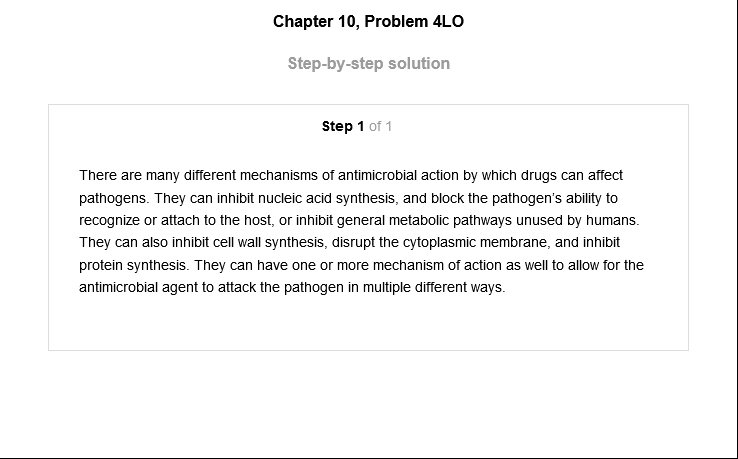 Chapter 10, Problem 4LO
Step-by-step solution
Step 1 of 1
There are many different mechanisms of antimicrobial action by which drugs can affect
pathogens. They can inhibit nucleic acid synthesis, and block the pathogen's ability to
recognize or attach to the host, or inhibit general metabolic pathways unused by humans.
They can also inhibit cell wall synthesis, disrupt the cytoplasmic membrane, and inhibit
protein synthesis. They can have one or more mechanism of action as well to allow for the
antimicrobial agent to attack the pathogen in multiple different ways.